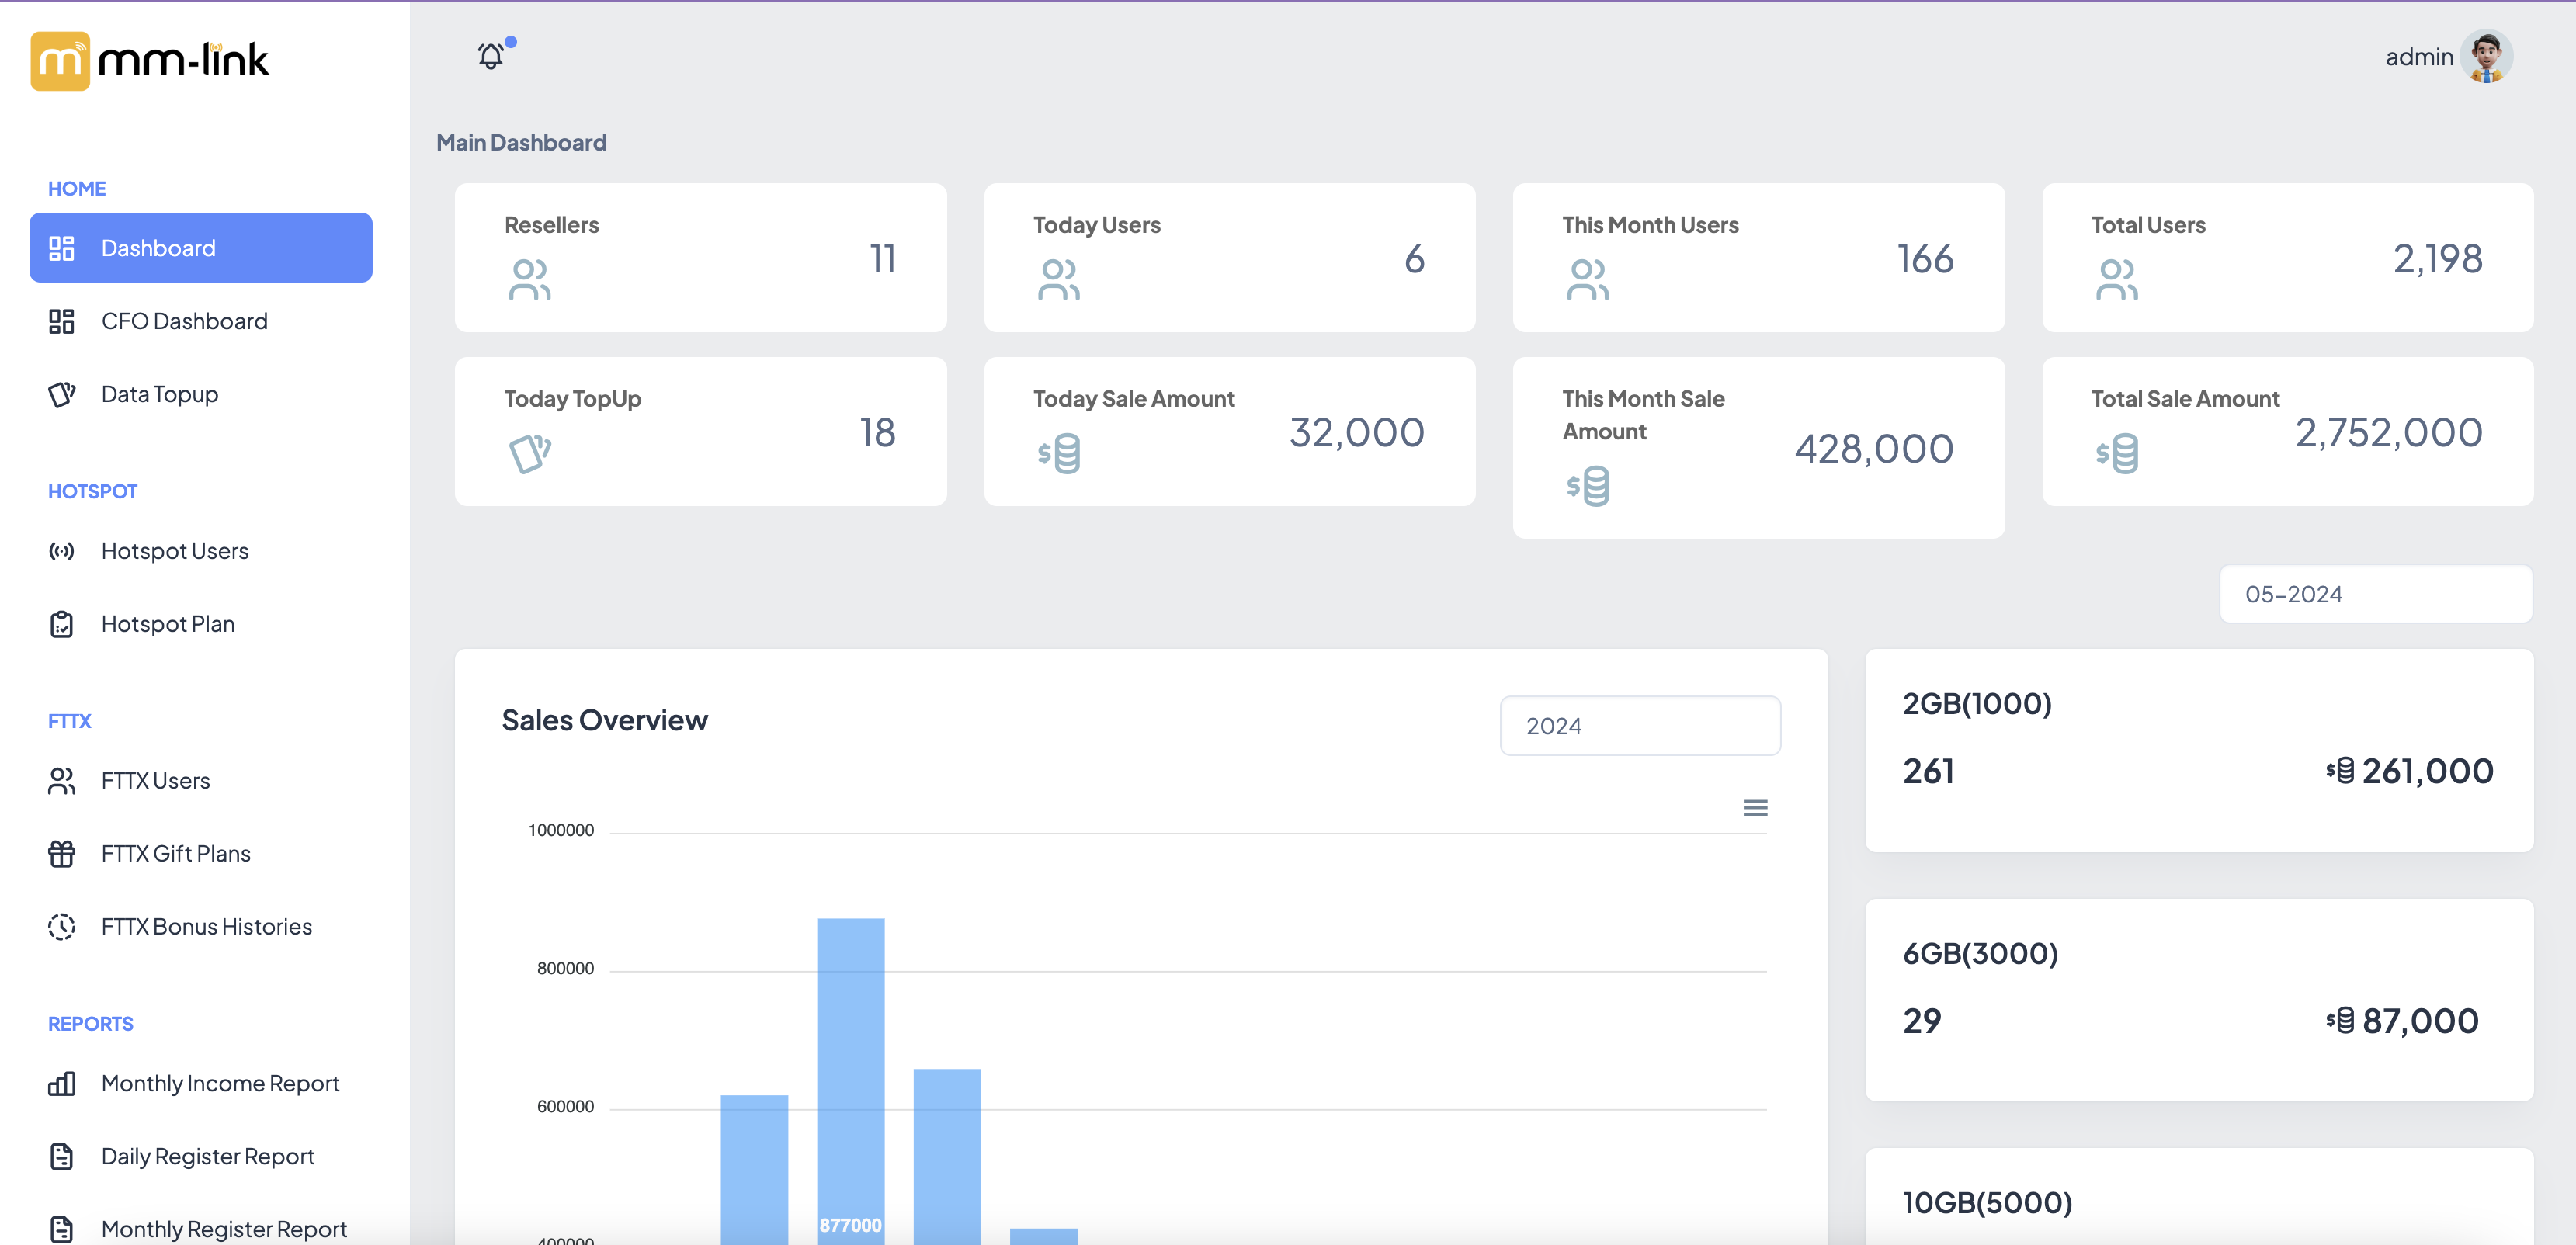 mm-link
admin
Main Dashboard
HOME
Dashboard
CFO Dashboard
Data Topup
HOTSPOT
Hotspot Users
Hotspot Plan
FTTX
FTTX Users
FTTX Gift Plans
FTTX Bonus Histories
REPORTS
Monthly Income Report
Daily Register Report
Monthly Register Report
Resellers
11
Today Users
6
This Month Users
166
Total Users
2,198
Today TopUp
18
Today Sale Amount
32,000
This Month Sale
Amount
428,000
Total Sale Amount
2,752,000
05-2024
Sales Overview
2024
1000000
800000
600000
400000
877000
2GB(1000)
261
$ 261,000
6GB(3000)
29
$ 87,000
10GB(5000)